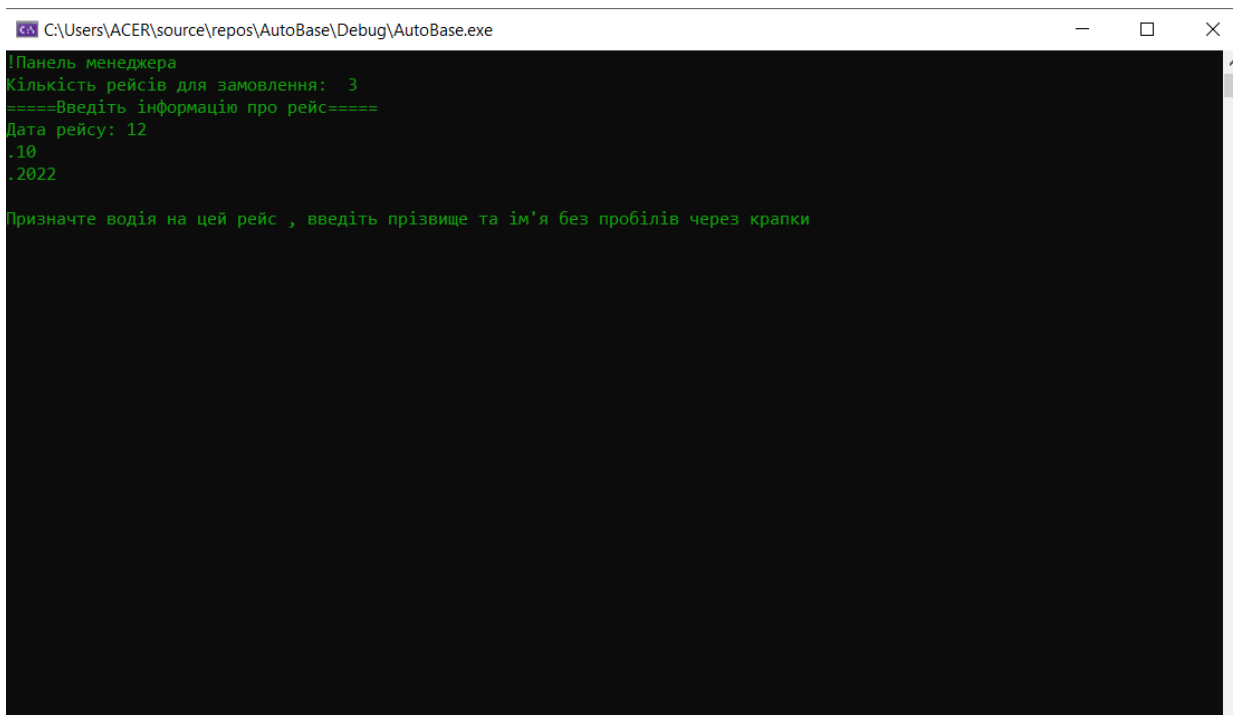 C:\Users\ACER\source\repos\AutoBase\Debug\AutoBase.exe
!Панель менеджера
Кількість рейсів для замовлення:  3
=====Введіть інформацію про рейс=====
Дата рейсу: 12
.10
.2022
Призначте водія на цей рейс , введіть прізвище та ім'я без пробілів через крапки